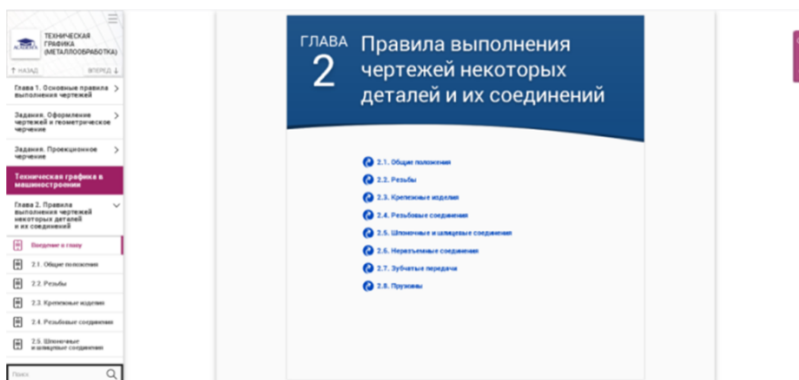 ACADEMIA
ТЕХНИЧЕСКАЯ
ГРАФИКА
(МЕТАЛЛООБРАБОТКА)
↑ НАЗАД
ВПЕРЕД ↓
Глава 1. Основные правила
выполнения чертежей
Задания. Оформление
чертежей и геометрическое
черчение
Задания. Проекционное
черчение
Техническая графика в
машиностроении
Глава 2. Правила
выполнения чертежей
некоторых деталей
и их соединений
Введение в главу
2.1. Общие положения
2.2. Резьбы
2.3. Крепежные изделия
2.4. Резьбовые соединения
2.5. Шпоночные
и шлицевые соединения
Поиск
ГЛАВА
2
Правила выполнения
чертежей некоторых
деталей и их соединений
2.1. Общие положения
2.2. Резьбы
2.3. Крепежные изделия
2.4. Резьбовые соединения
2.5. Шпоночные и шлицевые соединения
2.6. Неразъемные соединения
2.7. Зубчатые передачи
2.8. Пружины